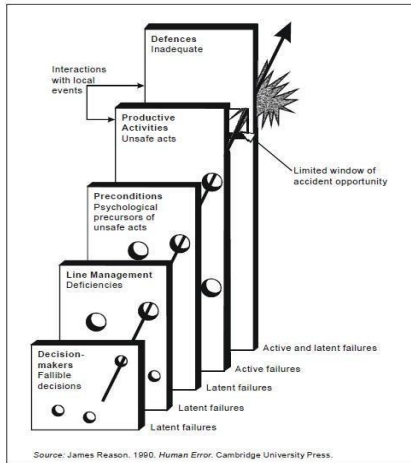 Defences
Inadequate
Interactions
with local
events
Productive
Activities
Unsafe acts
Limited window of
accident opportunity
Preconditions
Psychological
precursors of
unsafe acts
Line Management
Deficiencies
Decision-
makers
Fallible
decisions
Active and latent failures
Active failures
Latent failures
Latent failures
Latent failures
Source: James Reason. 1990. Human Error. Cambridge University Press.